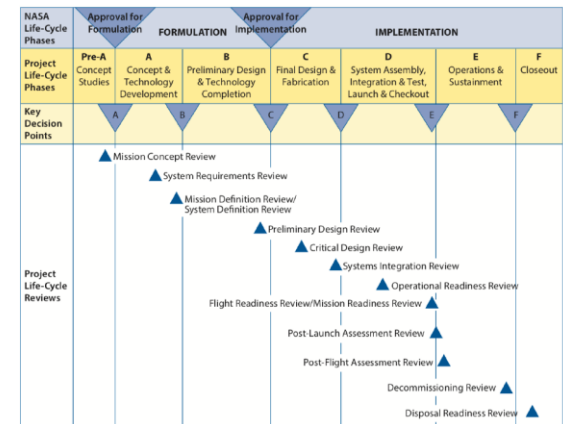 NASA
Life-Cycle
Phases
Approval for
Formulation
FORMULATION
Approval for
Implementation
IMPLEMENTATION
Project
Life-Cycle
Phases
Pre-A
Concept
Studies
A
Concept &
Technology
Development
B
Preliminary Design
& Technology
Completion
C
Final Design &
Fabrication
D
System Assembly,
Integration & Test,
Launch & Checkout
E
Operations &
Sustainment
F
Closeout
Key
Decision
Points
A
B
C
D
E
F
Project
Life-Cycle
Reviews
Mission Concept Review
System Requirements Review
Mission Definition Review/
System Definition Review
Preliminary Design Review
Critical Design Review
Systems Integration Review
Operational Readiness Review
Flight Readiness Review/Mission Readiness Review
Post-Launch Assessment Review
Post-Flight Assessment Review
Decommissioning Review
Disposal Readiness Review